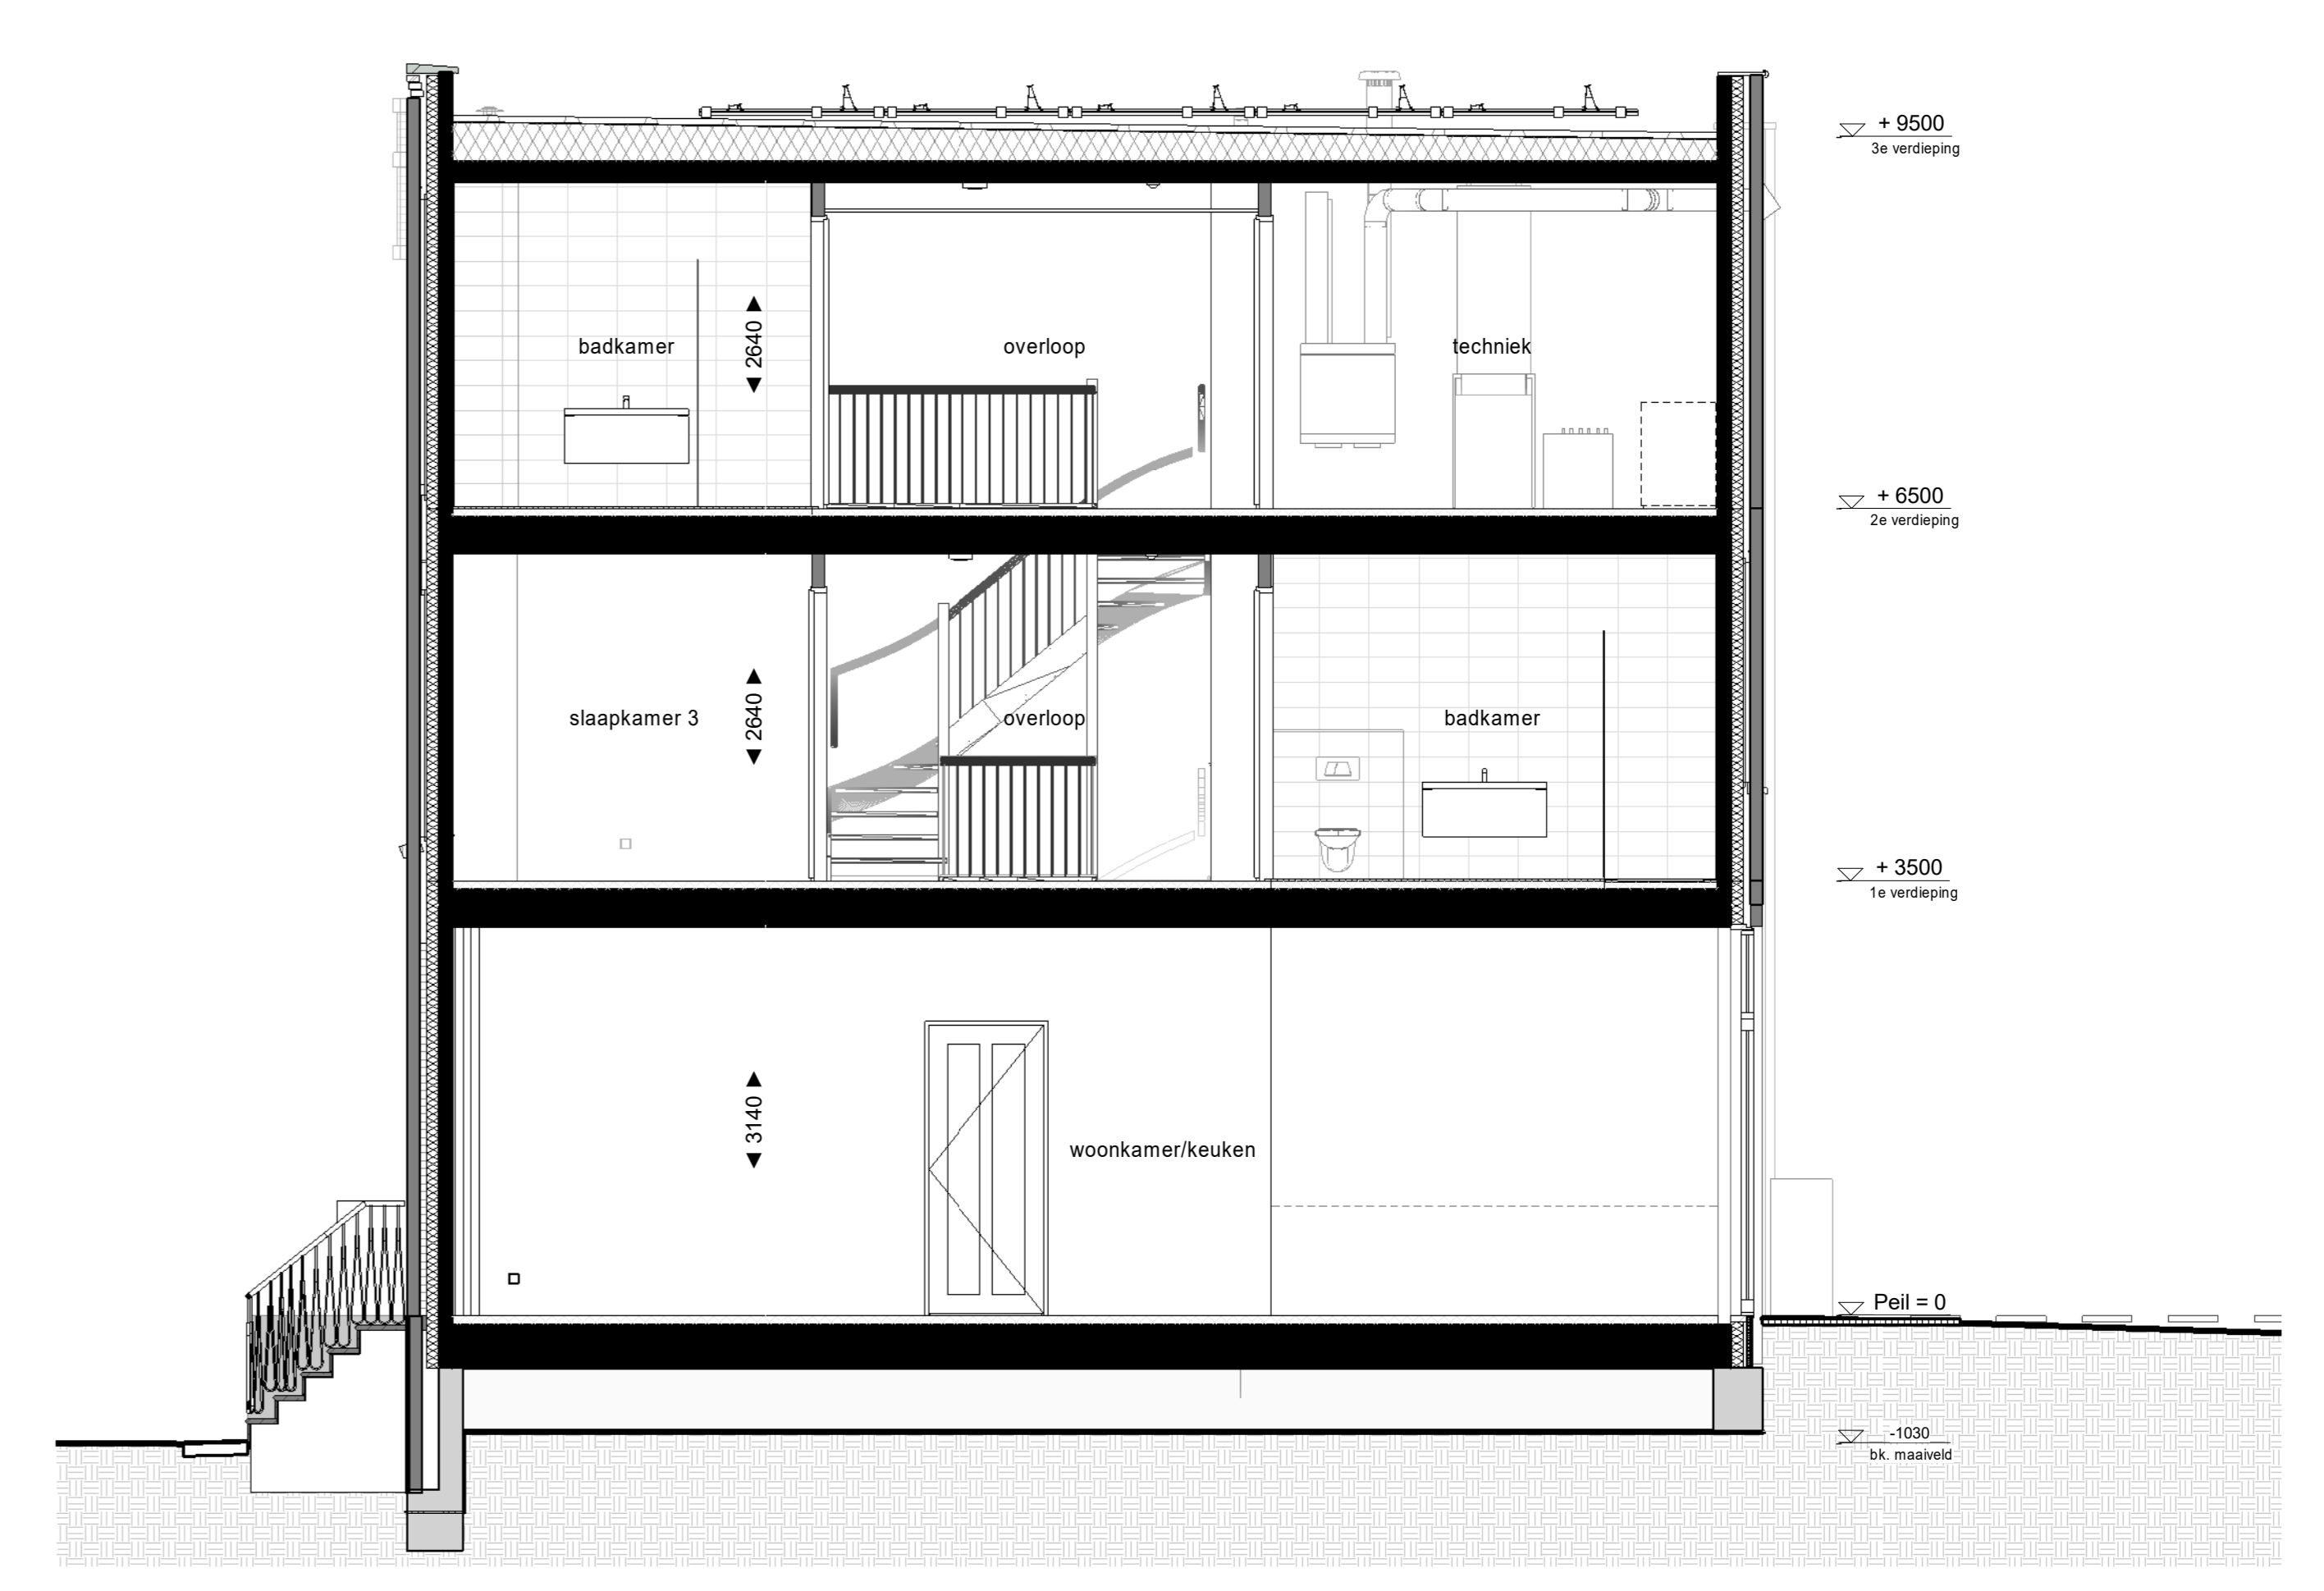 + 9500
3e verdieping
badkamer
◄ 2640 ►
overloop
techniek
+ 6500
2e verdieping
slaapkamer 3
◄ 2640 ►
overloop
badkamer
+ 3500
1e verdieping
◄ 3140 ►
woonkamer/keuken
Peil = 0
-1030
bk. maaiveld